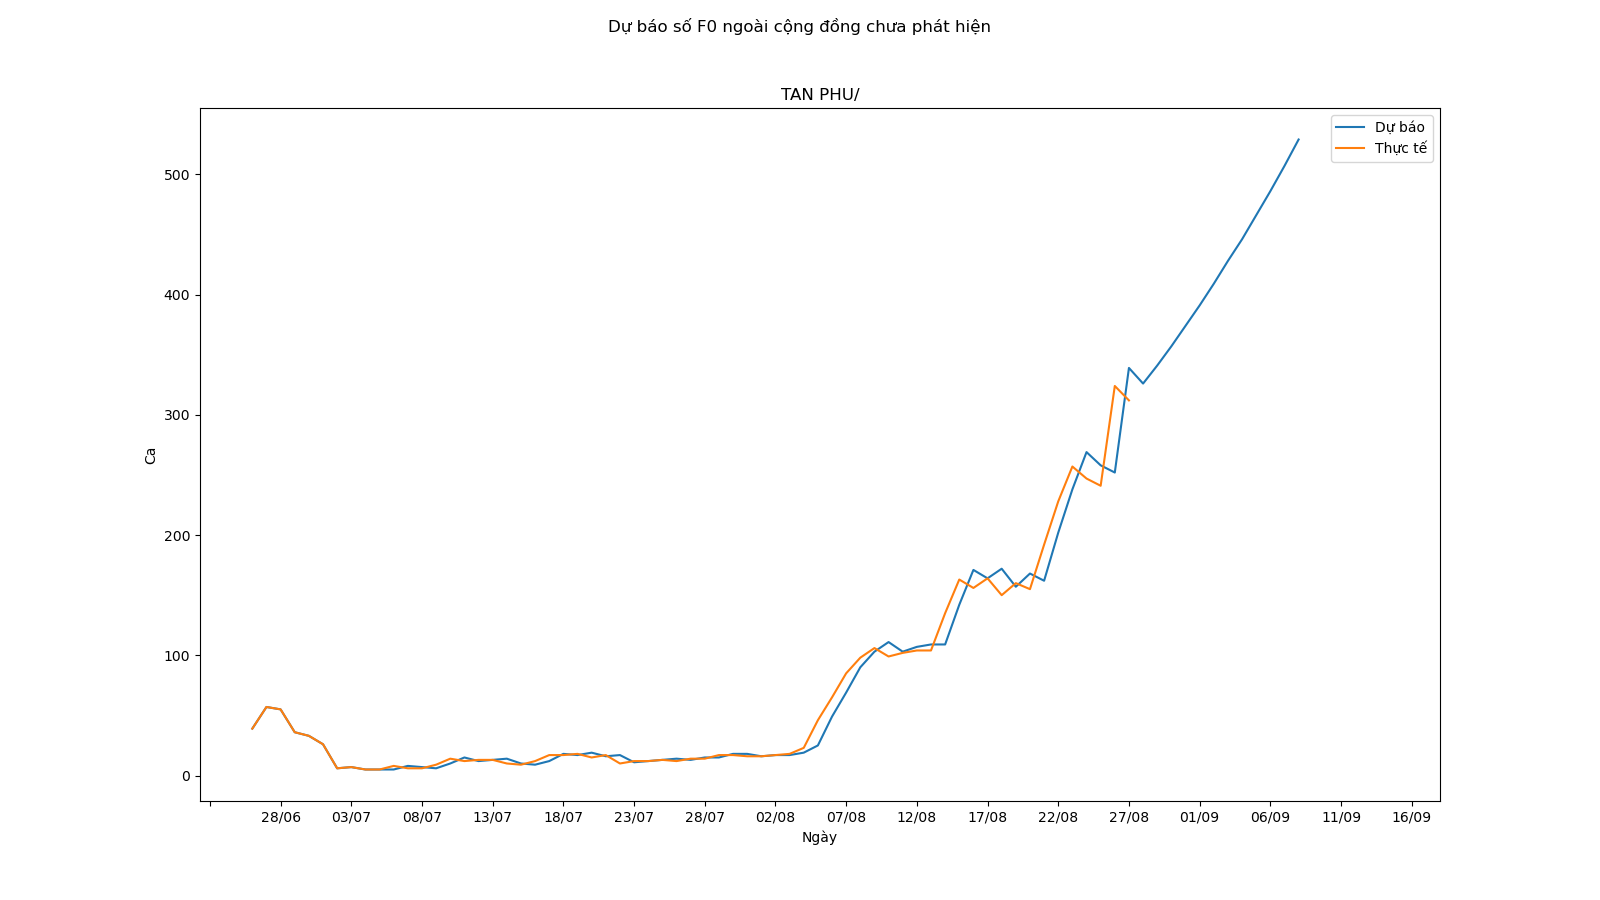 Dự báo số F0 ngoài cộng đồng chưa phát hiện
TAN PHU/
Dự báo
Thực tế
500
400
300
200
100
0
Ca
28/06 03/07 08/07 13/07 18/07 23/07 28/07 02/08 07/08 12/08 17/08 22/08 27/08 01/09 06/09 11/09 16/09
Ngày